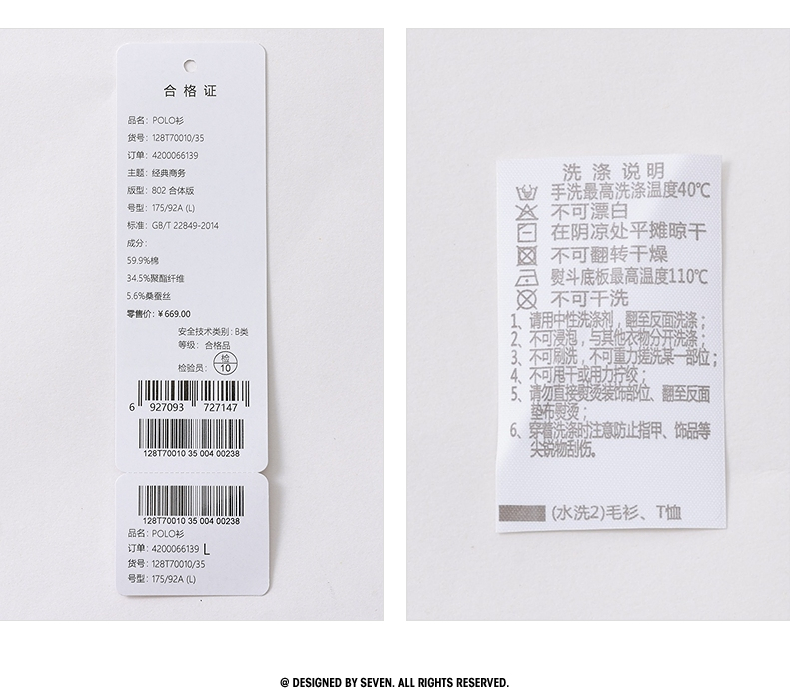 合格证
品名：POLO衫
货号：128T70010/35
订单：4200066139
主题：经典商务
版型：802 合体版
号型：175/92A (L)
标准：GB/T 22849-2014
成分：
59.9%棉
34.5%聚酯纤维
5.6%桑蚕丝
零售价：¥669.00
安全技术类别：B类
等级：合格品
检验员：检 10
6 927093 727147
128T70010 35 004 00238
128T70010 35 004 00238
品名：POLO衫
订单：4200066139 L
货号：128T70010/35
号型：175/92A (L)
洗涤说明
手洗最高洗涤温度40℃
不可漂白
在阴凉处平摊晾干
不可翻转干燥
熨斗底板最高温度110℃
不可干洗
1、请用中性洗涤剂，翻至反面洗涤；
2、不可浸泡，与其他衣物分开洗涤；
3、不可刷洗，不可重力搓洗某一部位；
4、不可甩干或用力拧绞；
5、请勿直接熨烫装饰部位、翻至反面
垫布熨烫；
6、穿着洗涤时注意防止指甲、饰品等
尖锐物刮伤。
(水洗2)毛衫、T恤
@ DESIGNED BY SEVEN. ALL RIGHTS RESERVED.